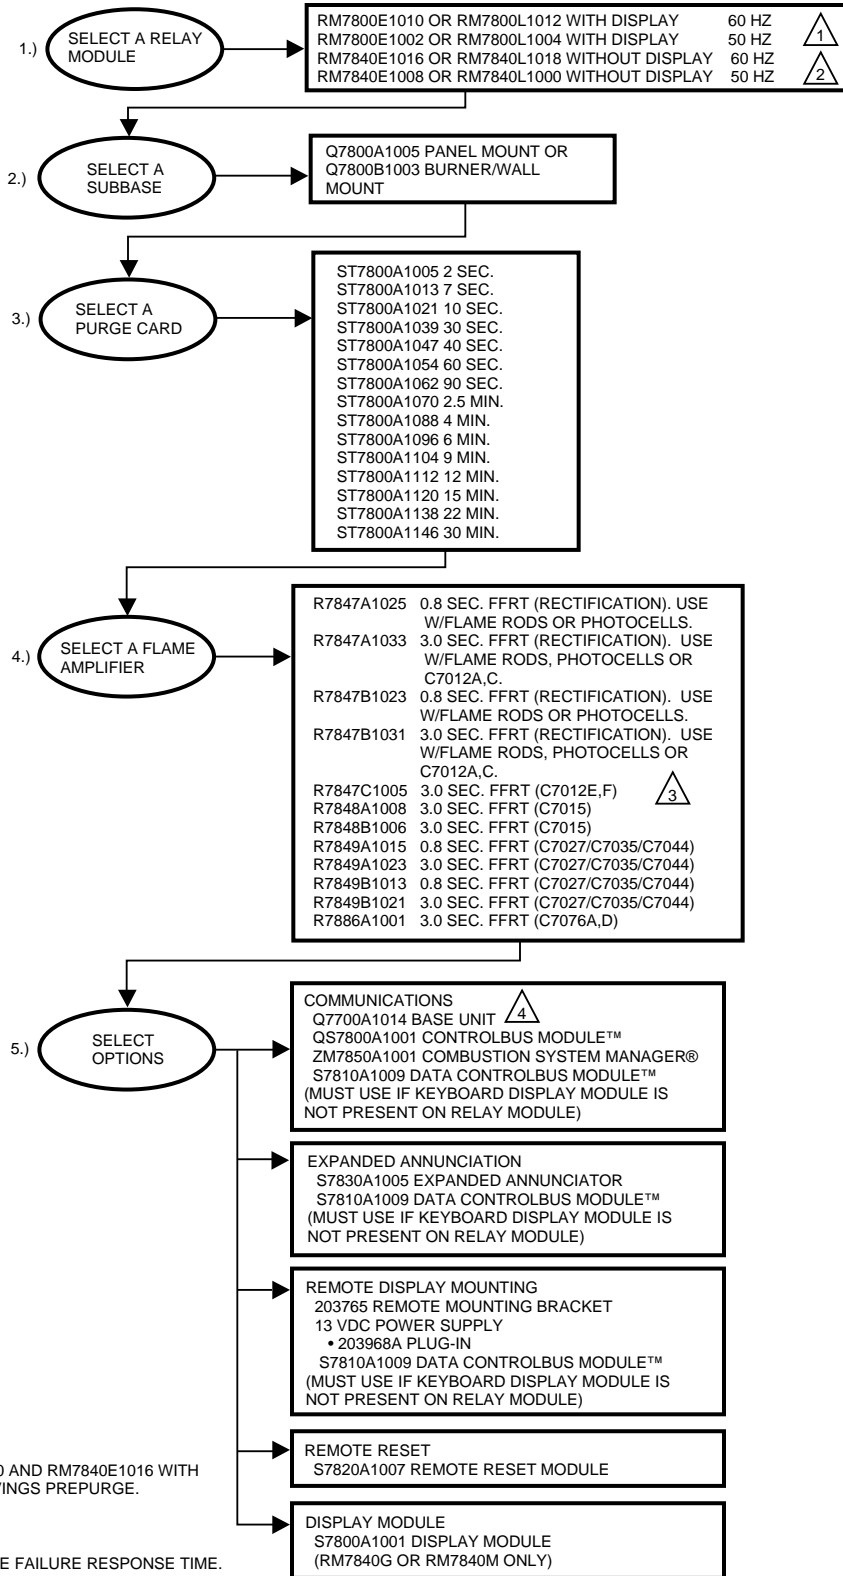 1.)
SELECT A RELAY
MODULE
RM7800E1010 OR RM7800L1012 WITH DISPLAY 60 HZ
RM7800E1002 OR RM7800L1004 WITH DISPLAY 50 HZ
RM7840E1016 OR RM7840L1018 WITHOUT DISPLAY 60 HZ
RM7840E1008 OR RM7840L1000 WITHOUT DISPLAY 50 HZ
1
2
2.)
SELECT A
SUBBASE
Q7800A1005 PANEL MOUNT OR
Q7800B1003 BURNER/WALL
MOUNT
3.)
SELECT A
PURGE CARD
ST7800A1005 2 SEC.
ST7800A1013 7 SEC.
ST7800A1021 10 SEC.
ST7800A1039 30 SEC.
ST7800A1047 40 SEC.
ST7800A1054 60 SEC.
ST7800A1062 90 SEC.
ST7800A1070 2.5 MIN.
ST7800A1088 4 MIN.
ST7800A1096 6 MIN.
ST7800A1104 9 MIN.
ST7800A1112 12 MIN.
ST7800A1120 15 MIN.
ST7800A1138 22 MIN.
ST7800A1146 30 MIN.
4.)
SELECT A FLAME
AMPLIFIER
R7847A1025 0.8 SEC. FFRT (RECTIFICATION). USE
W/FLAME RODS OR PHOTOCELLS.
R7847A1033 3.0 SEC. FFRT (RECTIFICATION). USE
W/FLAME RODS, PHOTOCELLS OR
C7012A,C.
R7847B1023 0.8 SEC. FFRT (RECTIFICATION). USE
W/FLAME RODS OR PHOTOCELLS.
R7847B1031 3.0 SEC. FFRT (RECTIFICATION). USE
W/FLAME RODS, PHOTOCELLS OR
C7012A,C.
R7847C1005 3.0 SEC. FFRT (C7012E,F)
3
R7848A1008 3.0 SEC. FFRT (C7015)
R7848B1006 3.0 SEC. FFRT (C7015)
R7849A1015 0.8 SEC. FFRT (C7027/C7035/C7044)
R7849A1023 3.0 SEC. FFRT (C7027/C7035/C7044)
R7849B1013 0.8 SEC. FFRT (C7027/C7035/C7044)
R7849B1021 3.0 SEC. FFRT (C7027/C7035/C7044)
R7886A1001 3.0 SEC. FFRT (C7076A,D)
5.)
SELECT
OPTIONS
COMMUNICATIONS
Q7700A1014 BASE UNIT 4
QS7800A1001 CONTROLBUS MODULE™
ZM7850A1001 COMBUSTION SYSTEM MANAGER®
S7810A1009 DATA CONTROLBUS MODULE™
(MUST USE IF KEYBOARD DISPLAY MODULE IS
NOT PRESENT ON RELAY MODULE)
EXPANDED ANNUNCIATION
S7830A1005 EXPANDED ANNUNCIATOR
S7810A1009 DATA CONTROLBUS MODULE™
(MUST USE IF KEYBOARD DISPLAY MODULE IS
NOT PRESENT ON RELAY MODULE)
REMOTE DISPLAY MOUNTING
203765 REMOTE MOUNTING BRACKET
13 VDC POWER SUPPLY
• 203968A PLUG-IN
S7810A1009 DATA CONTROLBUS MODULE™
(MUST USE IF KEYBOARD DISPLAY MODULE IS
NOT PRESENT ON RELAY MODULE)
REMOTE RESET
S7820A1007 REMOTE RESET MODULE
DISPLAY MODULE
S7800A1001 DISPLAY MODULE
(RM7840G OR RM7840M ONLY)
AND RM7840E1016 WITH
PREPURGE.
FAILURE RESPONSE TIME.